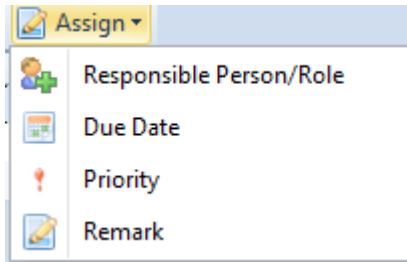 Assign
Responsible Person/Role
Due Date
Priority
Remark